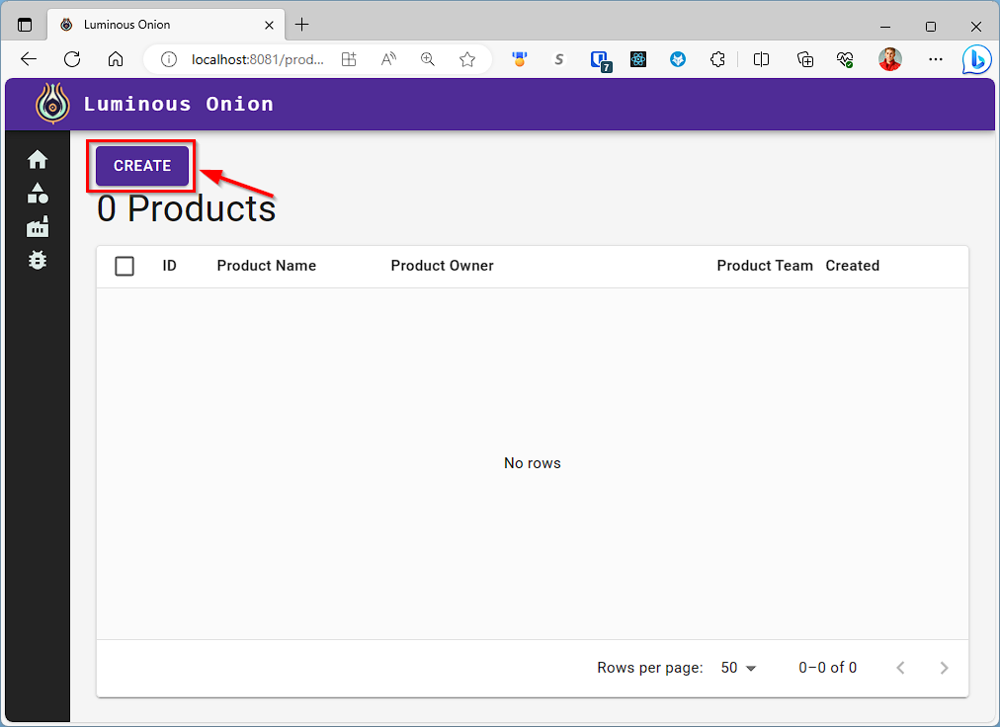 Luminous Onion
localhost:8081/prod...
A
S
7
Luminous Onion
CREATE
0 Products
ID Product Name Product Owner Product Team Created
No rows
Rows per page: 50 0–0 of 0